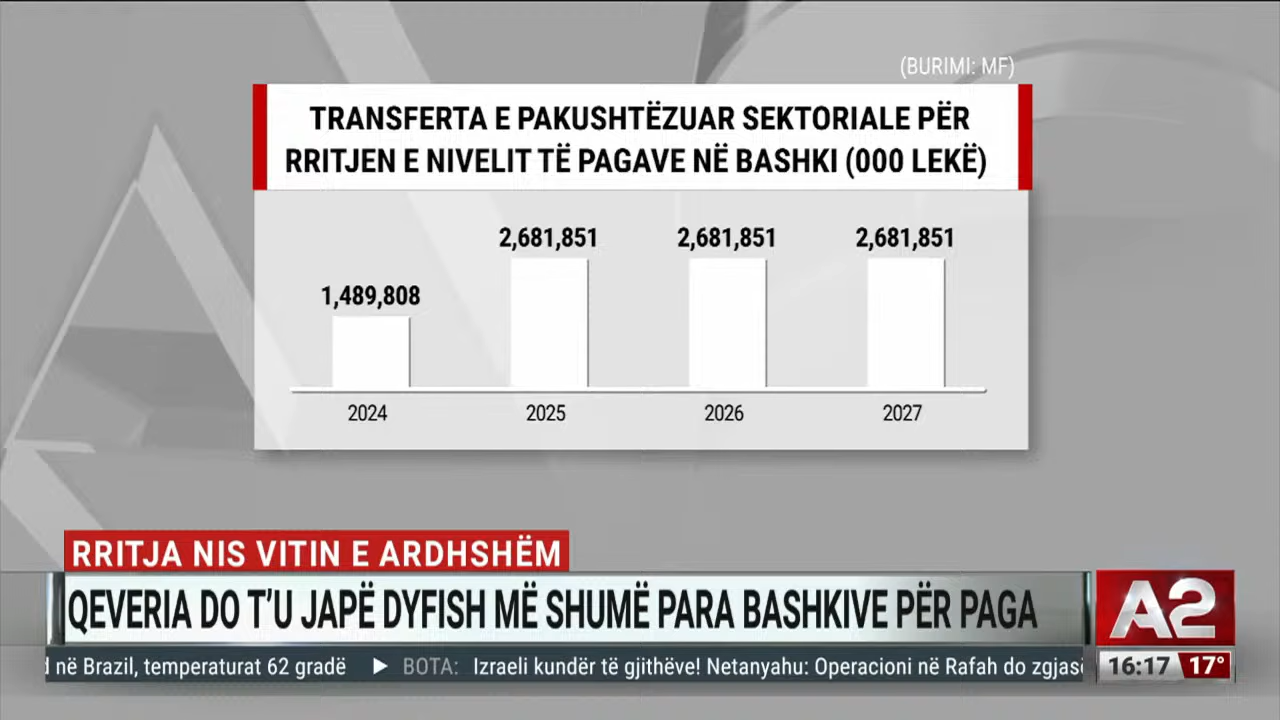 (BURIMI: MF)
TRANSFERTA E PAKUSHTËZUAR SEKTORIALE PËR
RRITJEN E NIVELIT TË PAGAVE NË BASHKI (000 LEKË)
1,489,808
2,681,851
2,681,851
2,681,851
2024
2025
2026
2027
RRITJA NIS VITIN E ARDHSHËM
QEVERIA DO T'U JAPË DYFISH MË SHUMË PARA BASHKIVE PËR PAGA
A2
në Brazil, temperaturat 62 gradë ▶ BOTA: Izraeli kundër të gjithëve! Netanyahu: Operacioni në Rafah do zgjas
16:17 17°